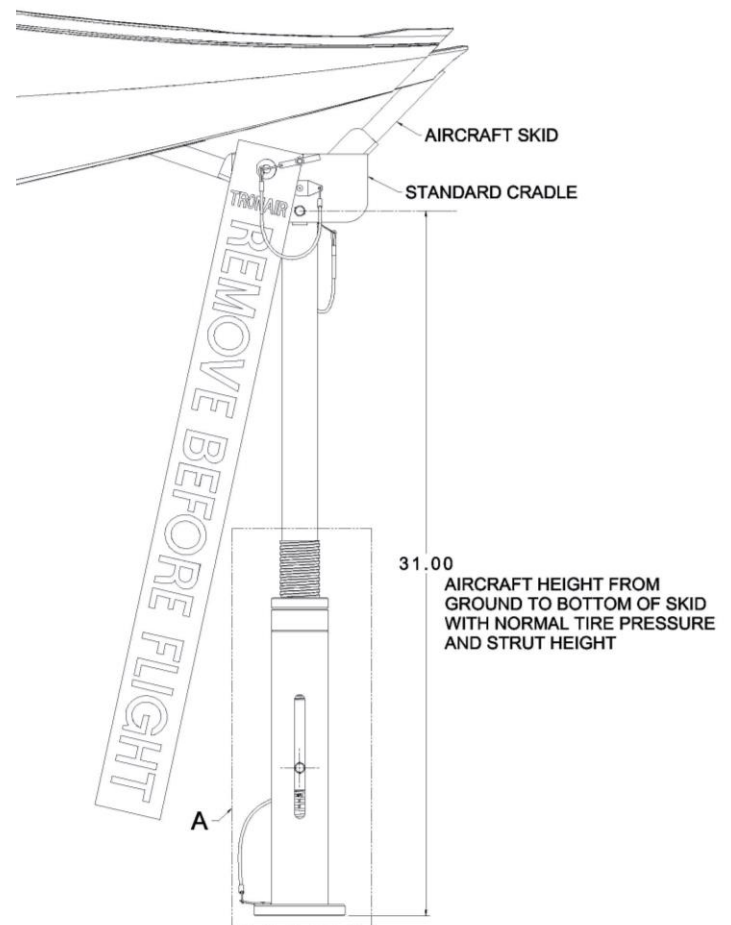 AIRCRAFT SKID
STANDARD CRADLE
TRONAIR
REMOVE BEFORE FLIGHT
31.00
AIRCRAFT HEIGHT FROM
GROUND TO BOTTOM OF SKID
WITH NORMAL TIRE PRESSURE
AND STRUT HEIGHT
A